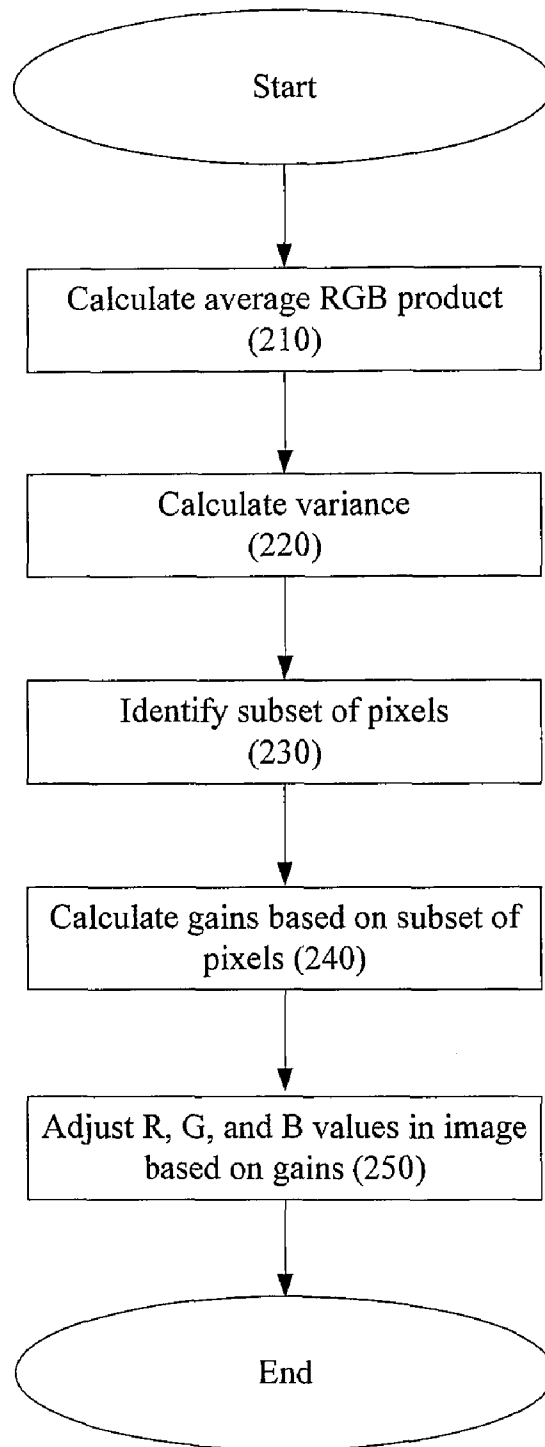 Start
Calculate average RGB product
(210)
Calculate variance
(220)
Identify subset of pixels
(230)
Calculate gains based on subset of
pixels (240)
Adjust R, G, and B values in image
based on gains (250)
End